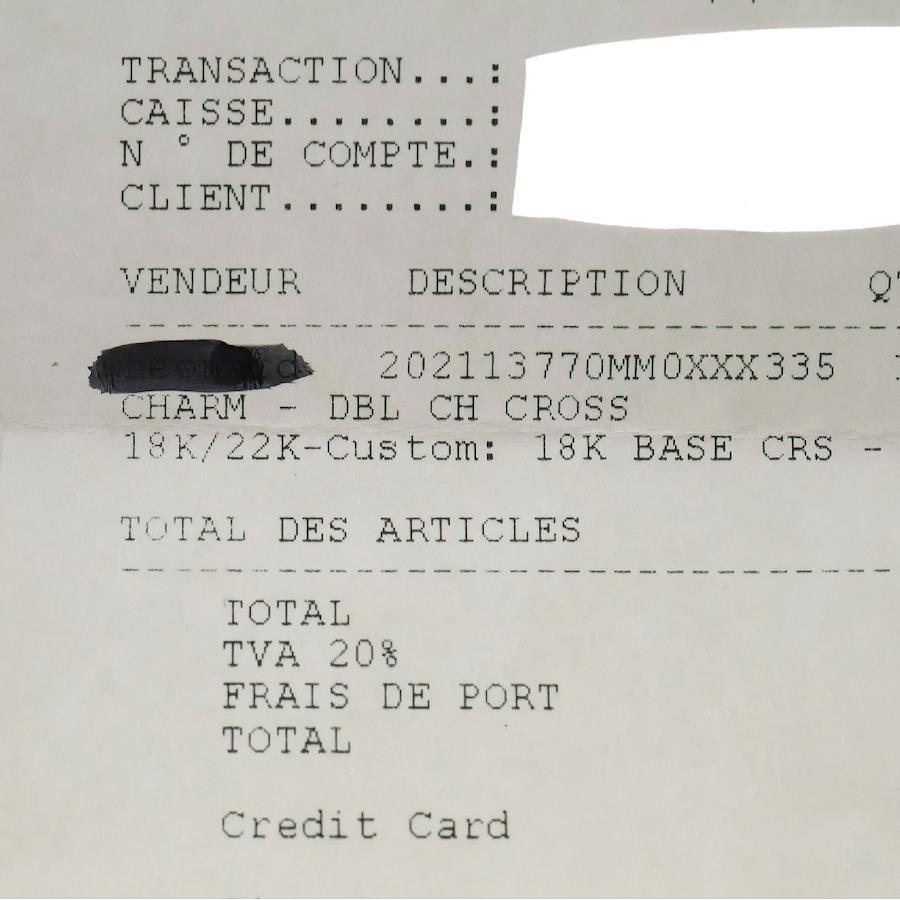 TRANSACTION...:
CAISSE........:
N ° DE COMPTE.:
CLIENT........:
VENDEUR DESCRIPTION
202113770MM0XXX335
CHARM - DBL CH CROSS
18K/22K-Custom: 18K BASE CRS -
TOTAL DES ARTICLES
TOTAL
TVA 20%
FRAIS DE PORT
TOTAL
Credit Card